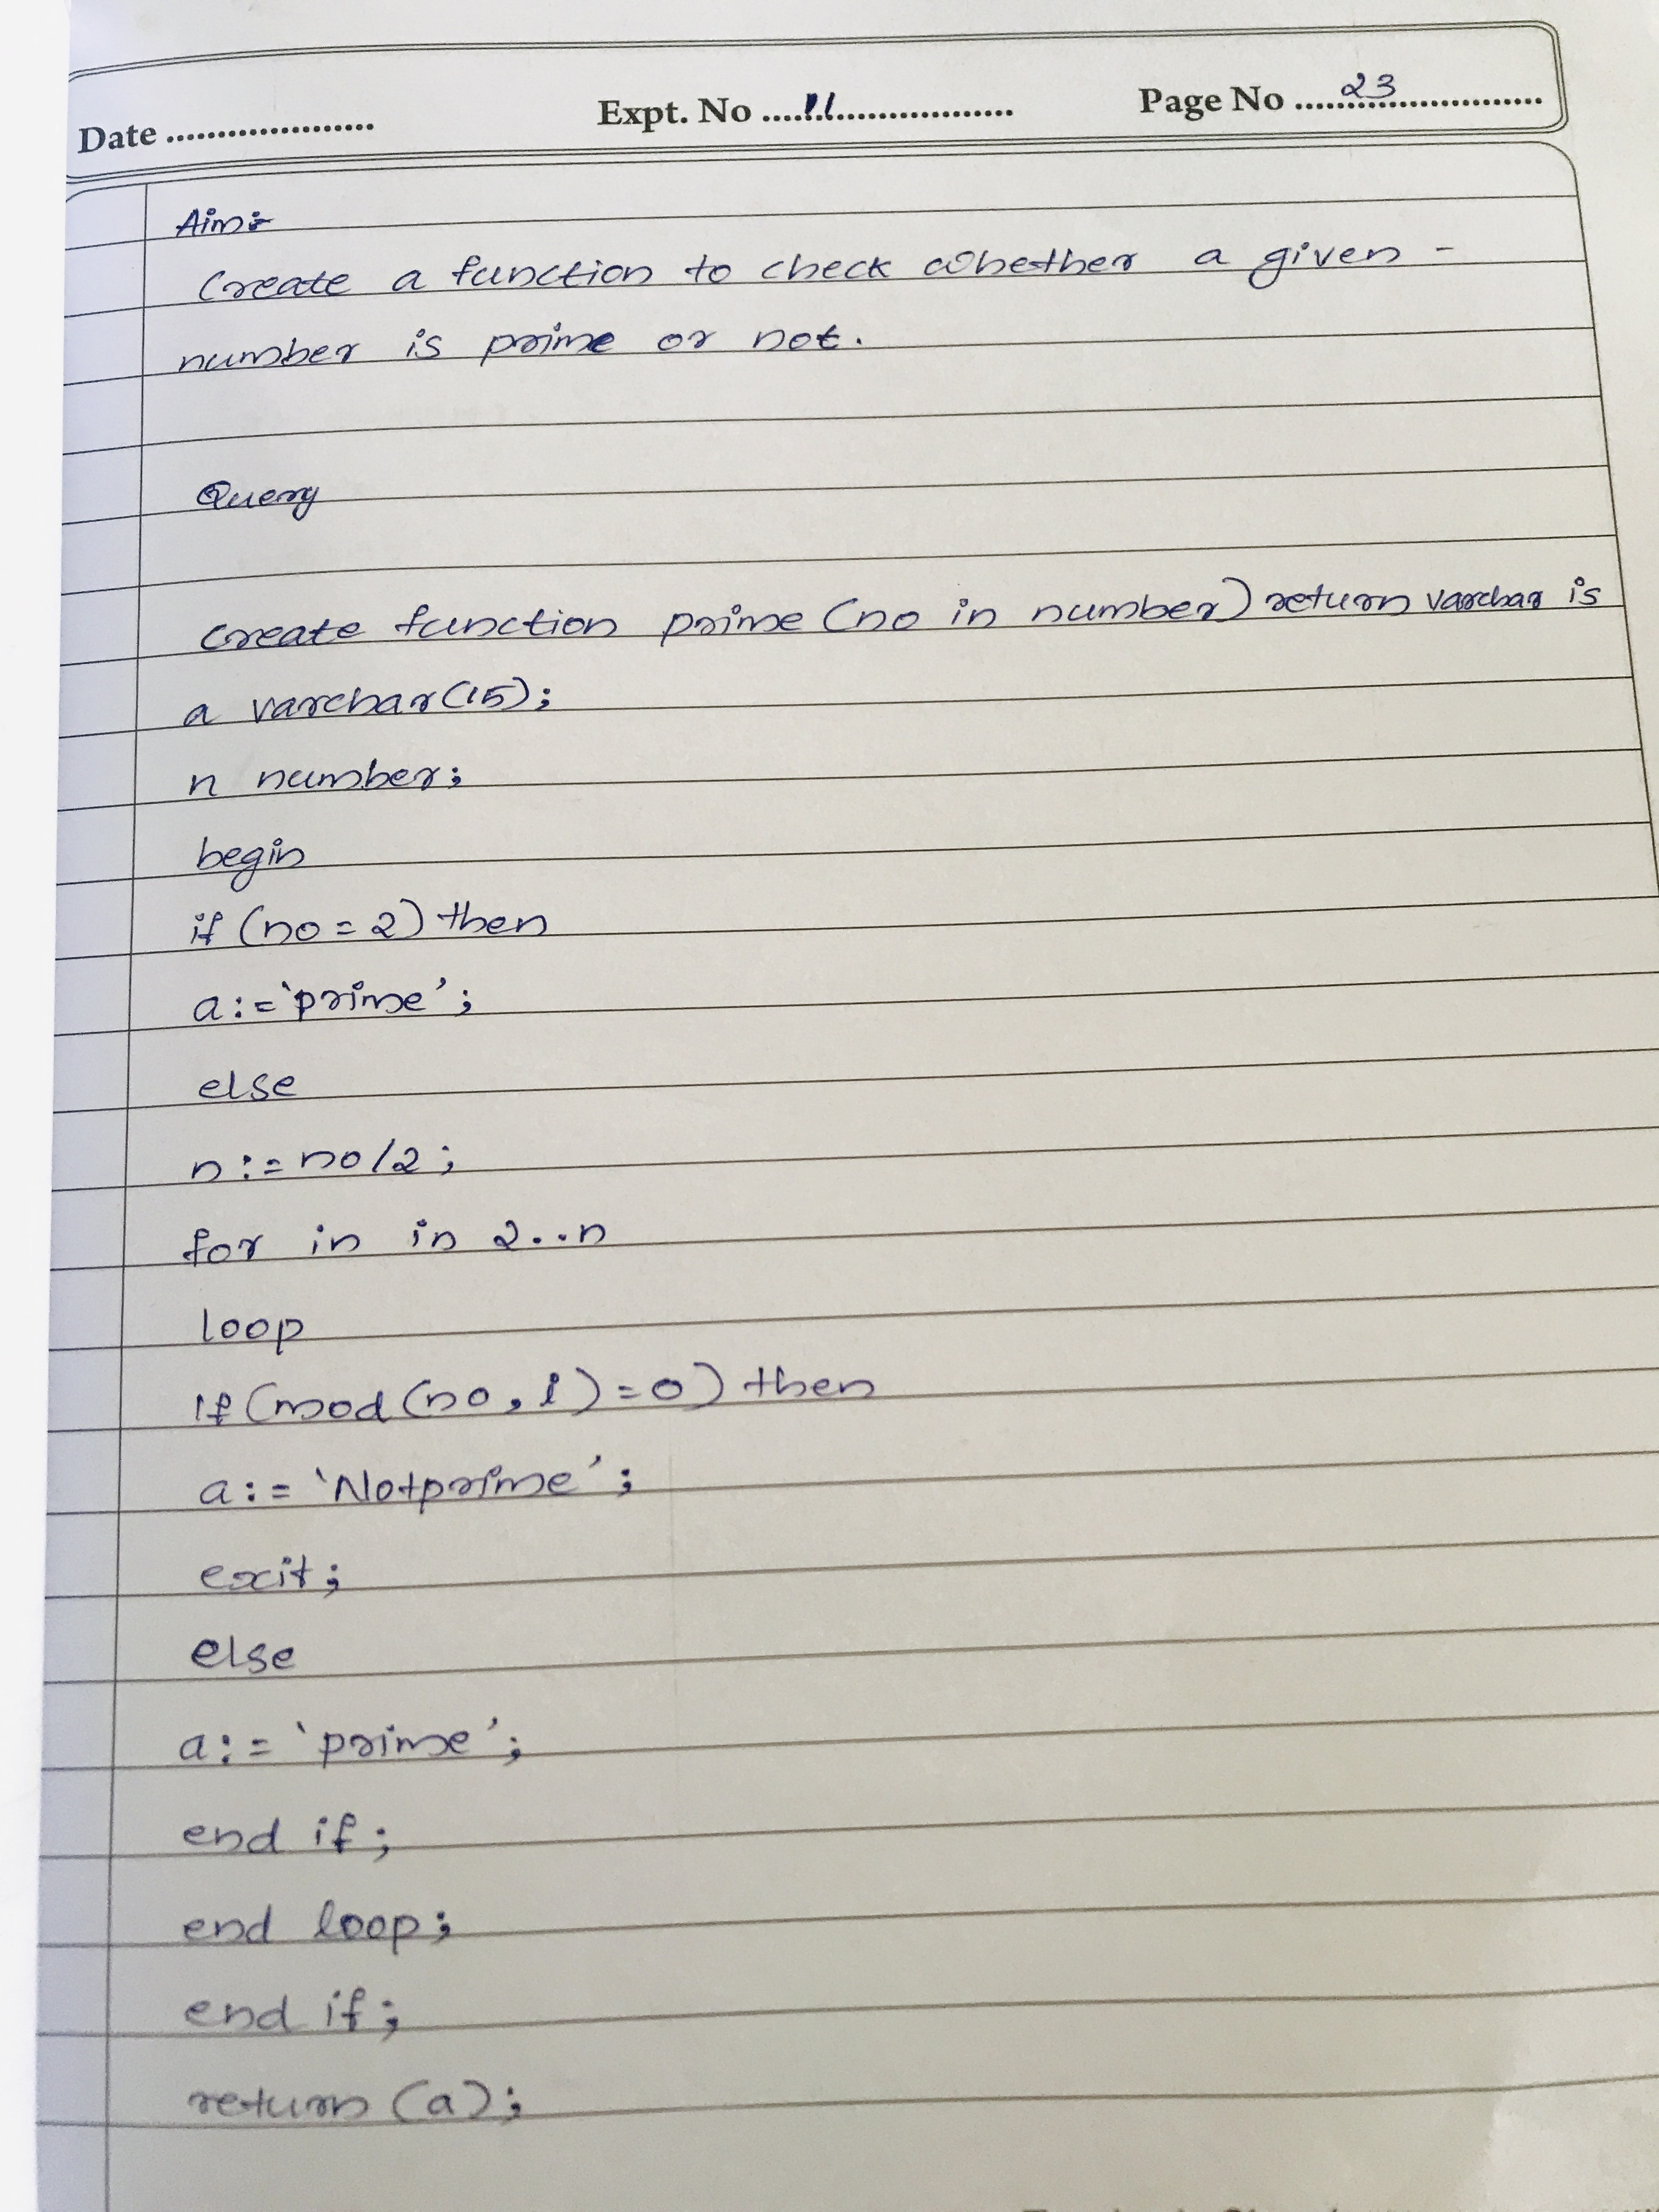 Date .................... Expt. No ....11.................. Page No ....23..................
Aim:-
Create a function to check whether a given -
number is prime or not.
Query
create function prime (no in number) return varchar is
a varchar(15);
n number;
begin
if (no = 2) then
a:=‘prime’;
else
n:= no/2;
for in in 2..n
loop
If (mod (no, i) = 0) then
a:= ‘Notprime’;
exit;
else
a:= ‘prime’;
end if;
end loop;
end if;
return (a);